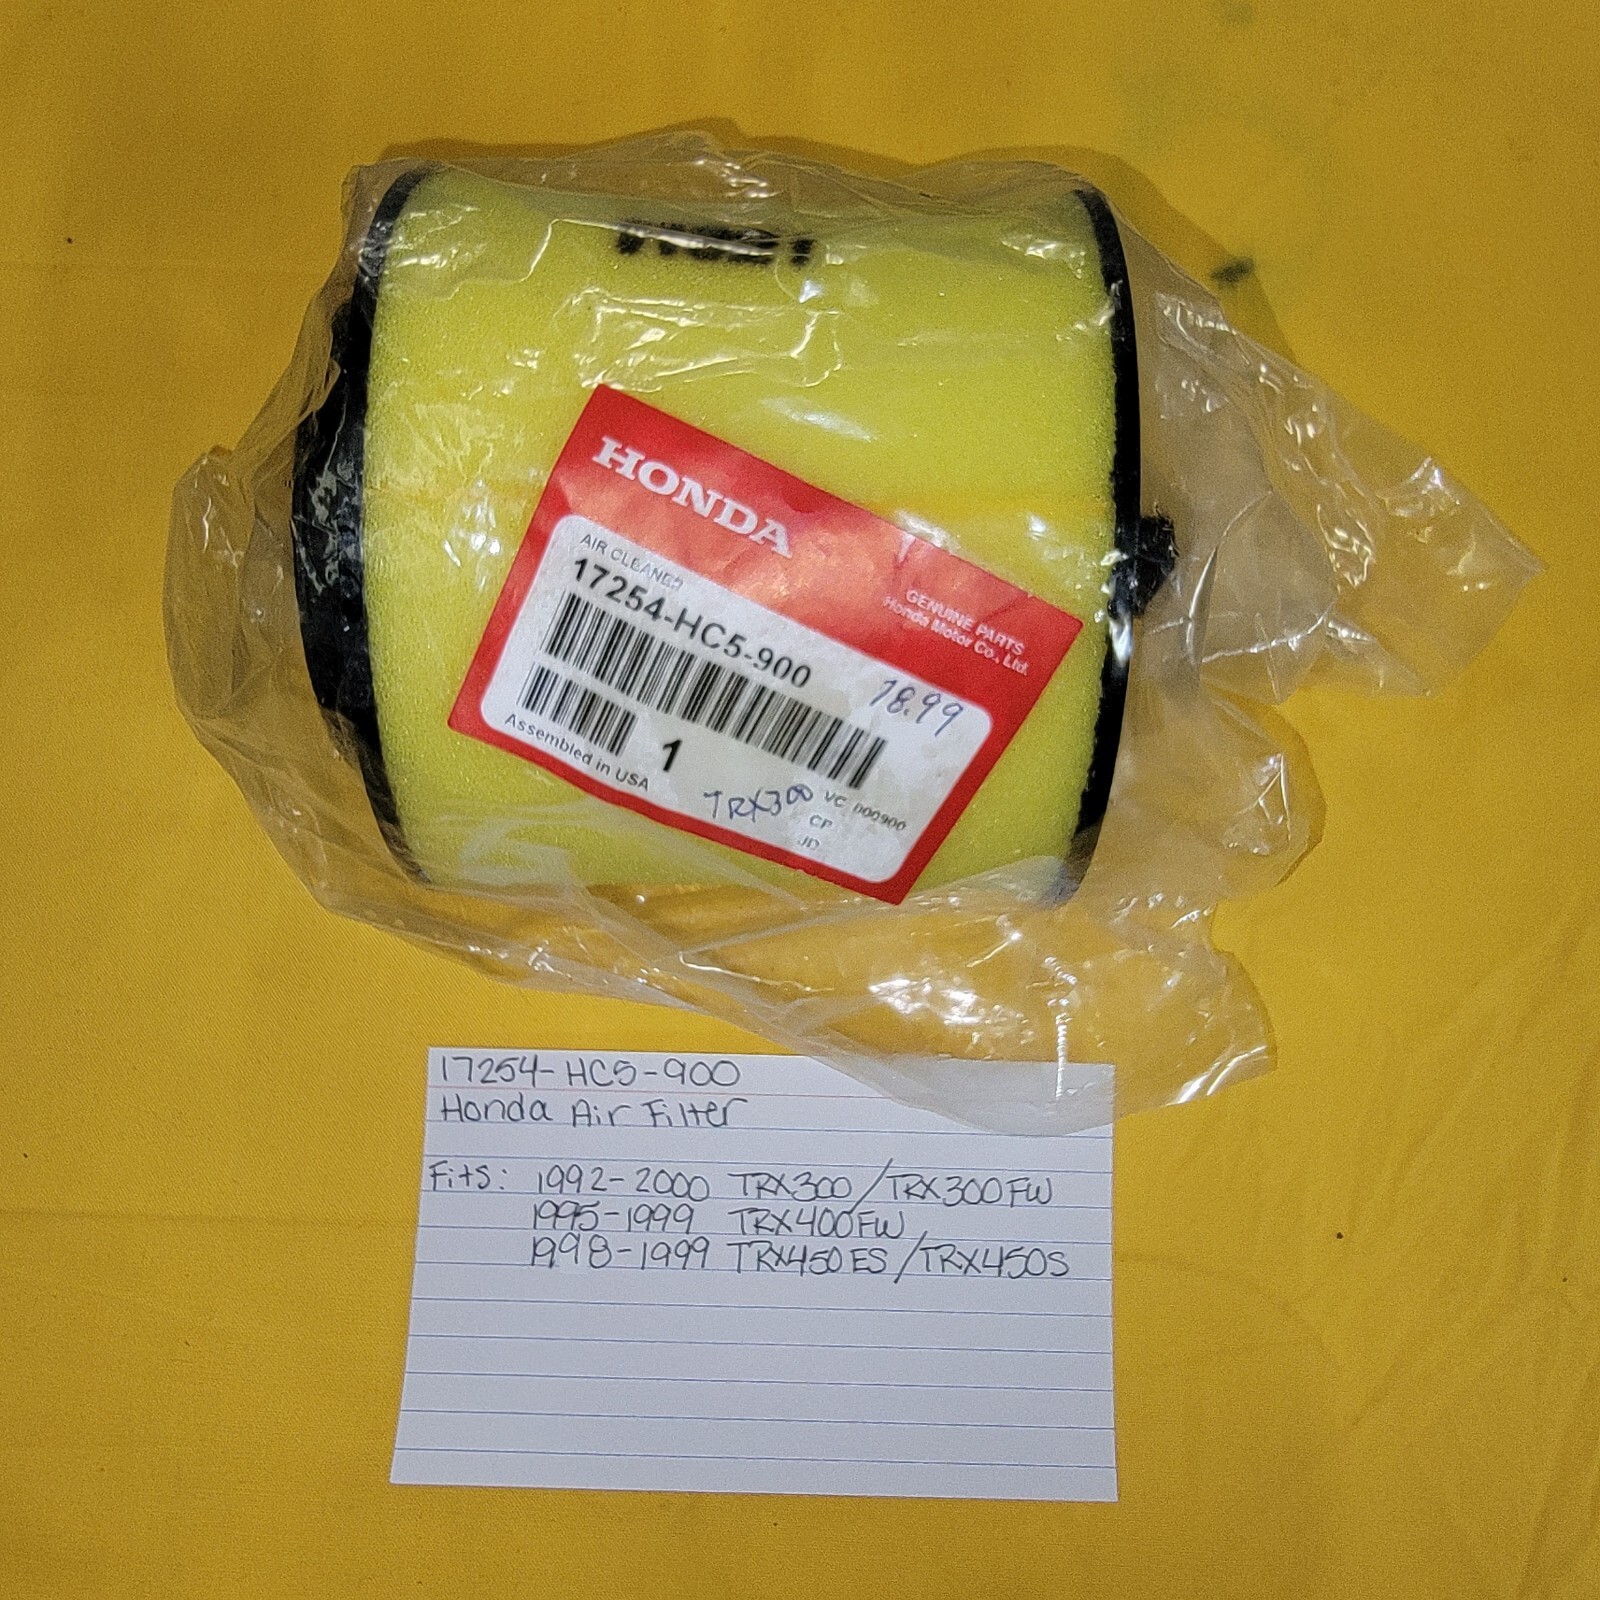 HONDA
GENUINE PARTS
Honda Motor Co., Ltd.
AIR CLEANER
17254-HC5-900
18.99
1
Assembled in USA
TRX300
VC 000900
CP
JD
17254-HC5-900
Honda Air Filter
Fits: 1992-2000 TRX300/TRX300FW
1995-1999 TRX400FW
1998-1999 TRX450ES/TRX450S